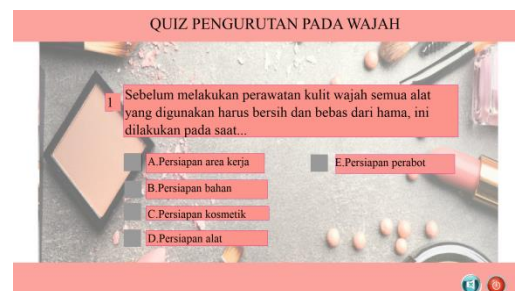 QUIZ PENGURUTAN PADA WAJAH
1
Sebelum melakukan perawatan kulit wajah semua alat
yang digunakan harus bersih dan bebas dari hama, ini
dilakukan pada saat...
A.Persiapan area kerja
B.Persiapan bahan
C.Persiapan kosmetik
D.Persiapan alat
E.Persiapan perabot